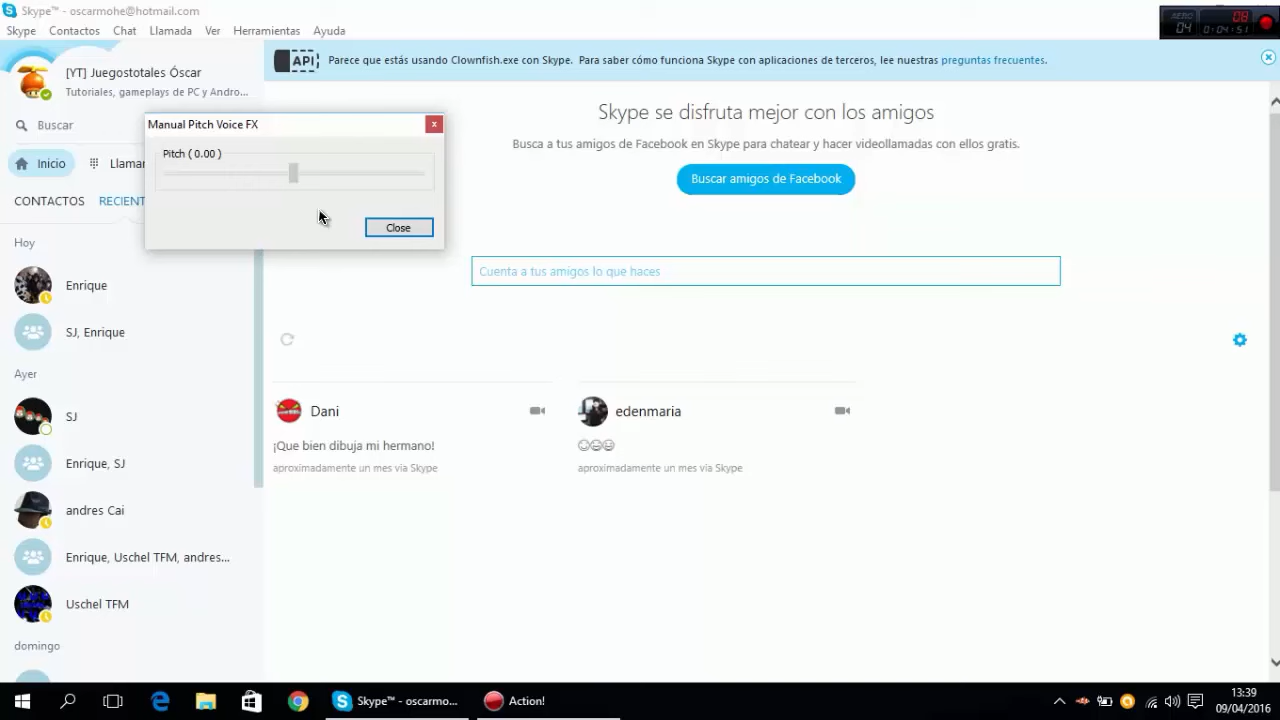 Skype™ - oscarmohe@hotmail.com
Skype Contactos Chat Llamada Ver Herramientas Ayuda
AERO
04
08
0:04:51
[YT] Juegostotales Óscar
Tutoriales, gameplays de PC y Andro...
API
Parece que estás usando Clownfish.exe con Skype. Para saber cómo funciona Skype con aplicaciones de terceros, lee nuestras preguntas frecuentes.
Buscar
Inicio
Llamar
CONTACTOS
RECIENT
Manual Pitch Voice FX
Pitch ( 0.00 )
Close
Skype se disfruta mejor con los amigos
Busca a tus amigos de Facebook en Skype para chatear y hacer videollamadas con ellos gratis.
Buscar amigos de Facebook
Cuenta a tus amigos lo que haces
Hoy
Enrique
SJ, Enrique
Ayer
SJ
Enrique, SJ
andres Cai
Enrique, Uschel TFM, andres...
Uschel TFM
domingo
Dani
¡Que bien dibuja mi hermano!
aproximadamente un mes vía Skype
edenmaria
aproximadamente un mes vía Skype
Skype™ - oscarmo...
Action!
13:39
09/04/2016